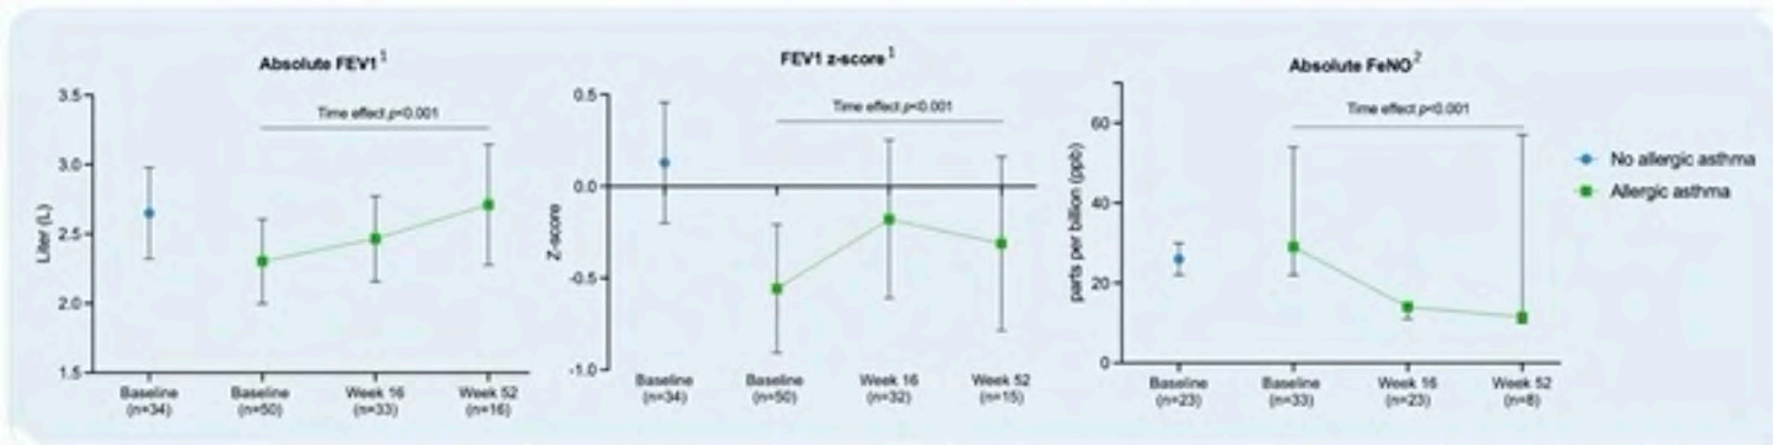 Absolute FEV1 1
3.5
3.0
2.5
2.0
1.5
Liter (L)
Time effect p<0.001
Baseline Baseline Week 16 Week 52
(n=34) (n=50) (n=33) (n=16)
FEV1 z-score 1
0.5
0.0
-0.5
-1.0
Z-score
Time effect p<0.001
Baseline Baseline Week 16 Week 52
(n=34) (n=50) (n=32) (n=15)
Absolute FeNO 2
60
40
20
0
parts per billion (ppb)
Time effect p<0.001
Baseline Baseline Week 16 Week 52
(n=23) (n=33) (n=23) (n=8)
No allergic asthma
Allergic asthma